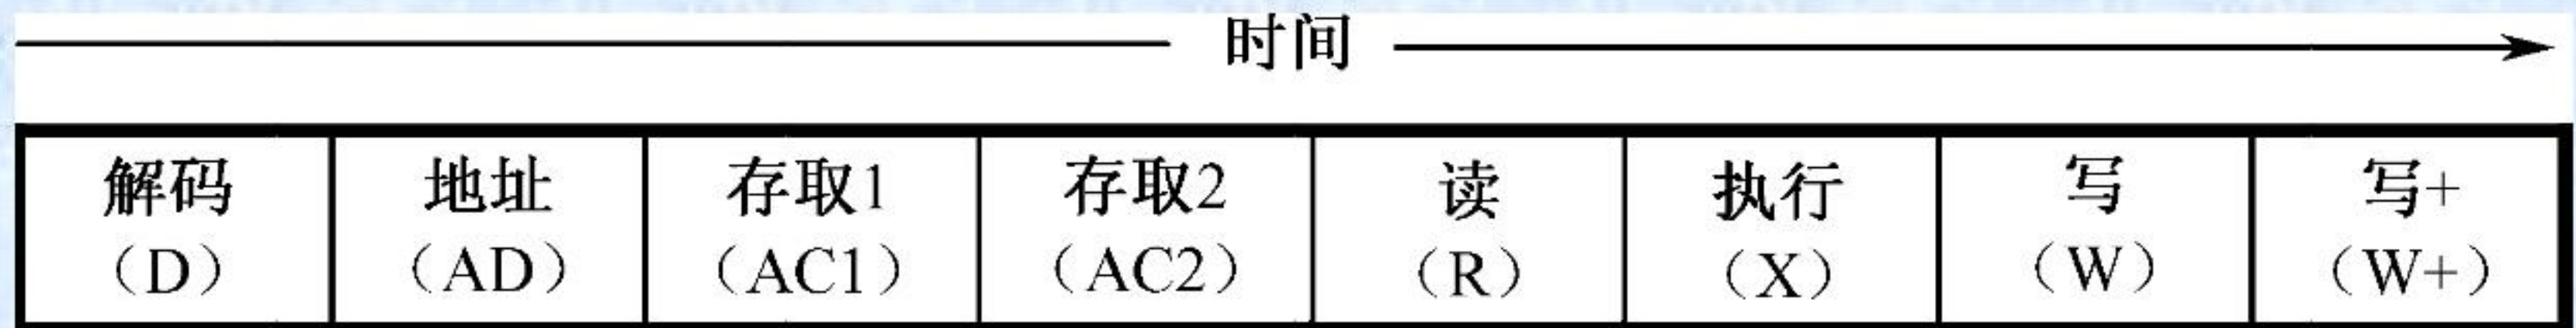 时间
解码 地址 存取1 存取2 读 执行 写 写+
（D） （AD） （AC1） （AC2） （R） （X） （W） （W+）